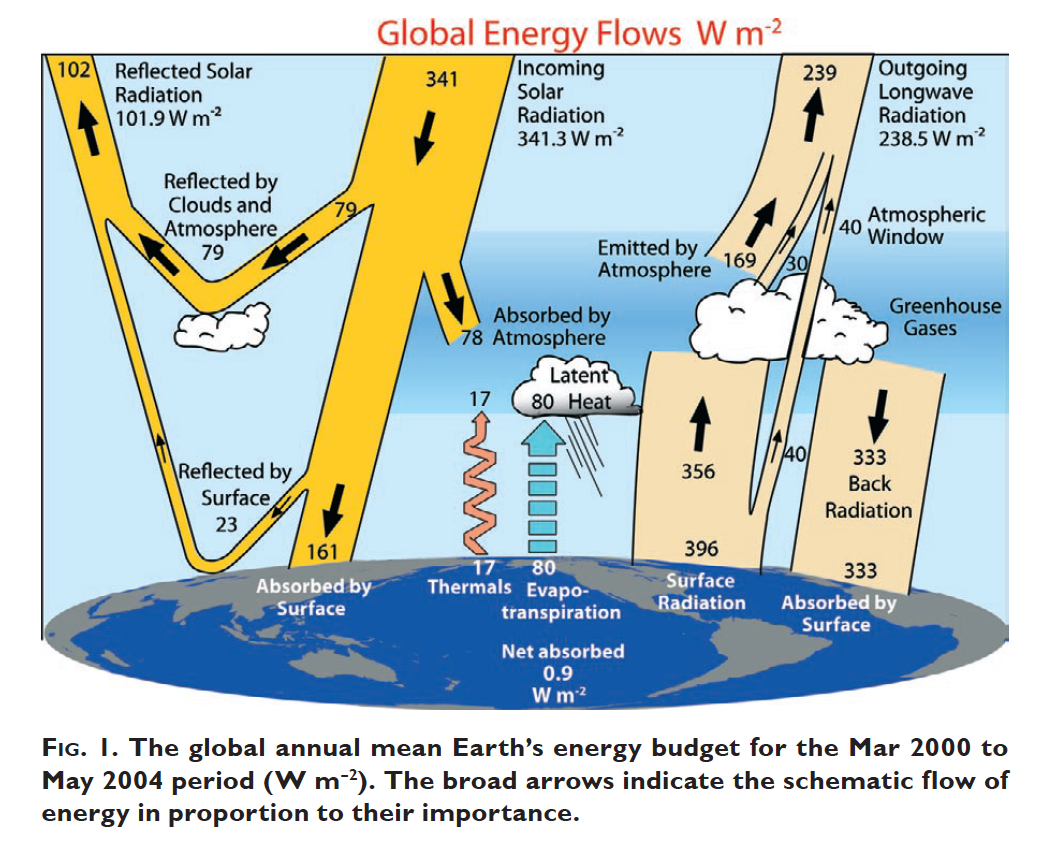 Global Energy Flows W m-2
102
Reflected Solar
Radiation
101.9 W m-2
341
Incoming
Solar
Radiation
341.3 W m-2
239
Outgoing
Longwave
Radiation
238.5 W m-2
Reflected by
Clouds and
Atmosphere
79
79
Emitted by
Atmosphere
169
30
40
Atmospheric
Window
Greenhouse
Gases
78
Absorbed by
Atmosphere
17
Latent
80 Heat
Reflected by
Surface
23
356
40
333
Back
Radiation
161
Absorbed by
Surface
17
Thermals
80
Evapo-
transpiration
396
Surface
Radiation
333
Absorbed by
Surface
Net absorbed
0.9
W m-2
FIG. 1. The global annual mean Earth's energy budget for the Mar 2000 to
May 2004 period (W m-2). The broad arrows indicate the schematic flow of
energy in proportion to their importance.